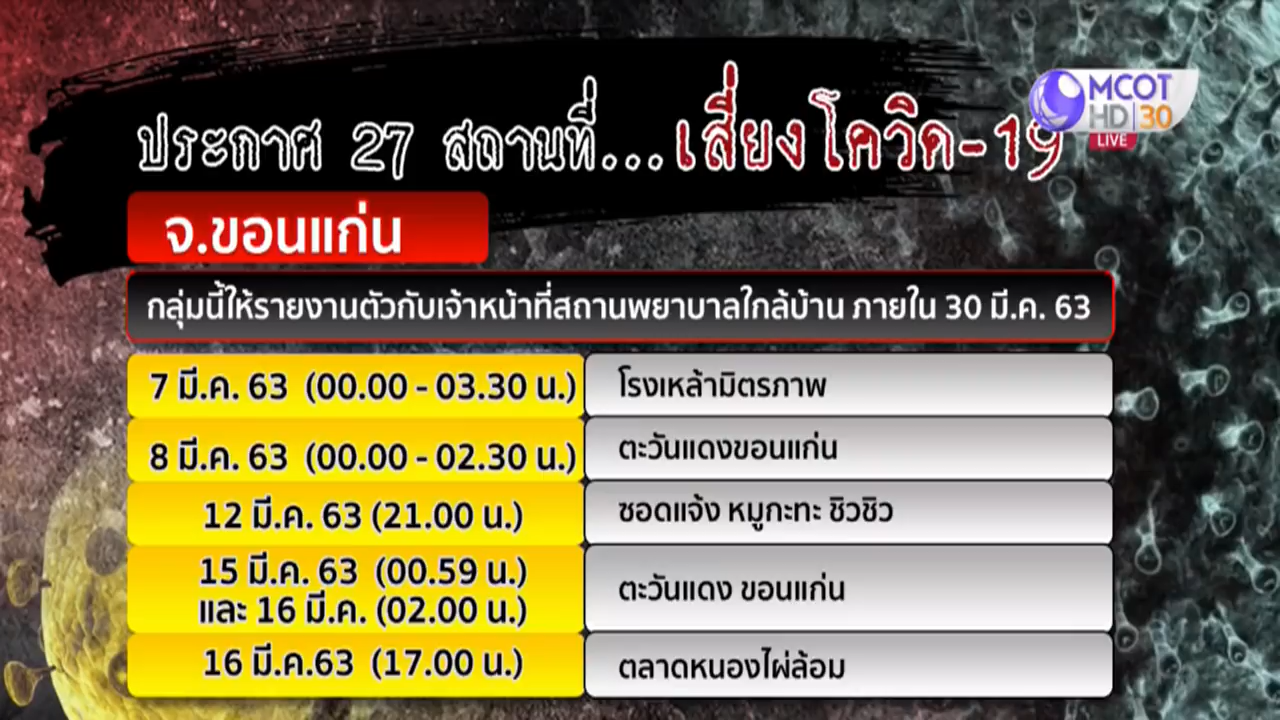 MCOT
HD 30
LIVE
ประกาศ 27 สถานที่...เสี่ยงโควิด-19
จ.ขอนแก่น
กลุ่มนี้ให้รายงานตัวกับเจ้าหน้าที่สถานพยาบาลใกล้บ้าน ภายใน 30 มี.ค. 63
7 มี.ค. 63 (00.00 - 03.30 น.) โรงเหล้ามิตรภาพ
8 มี.ค. 63 (00.00 - 02.30 น.) ตะวันแดงขอนแก่น
12 มี.ค. 63 (21.00 น.) ซอดแจ้ง หมูกะทะ ชิวชิว
15 มี.ค. 63 (00.59 น.)
และ 16 มี.ค. (02.00 น.) ตะวันแดง ขอนแก่น
16 มี.ค.63 (17.00 น.) ตลาดหนองไผ่ล้อม